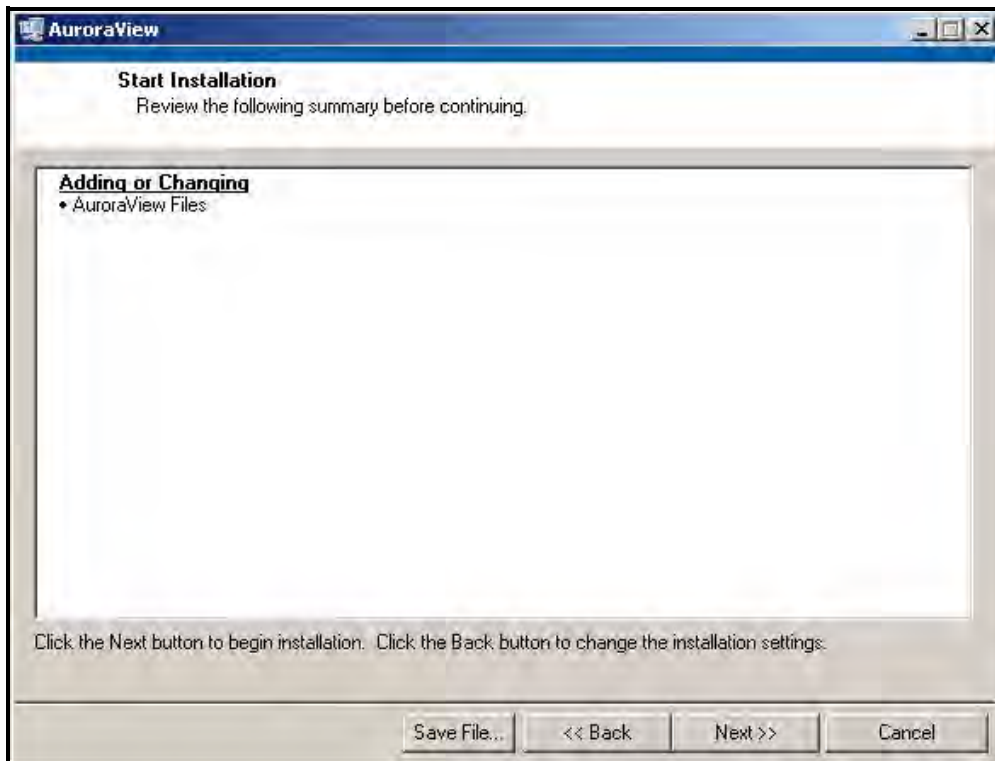 AuroraView
Start Installation
Review the following summary before continuing.
Adding or Changing
• AuroraView Files
Click the Next button to begin installation. Click the Back button to change the installation settings.
Save File... << Back Next >> Cancel